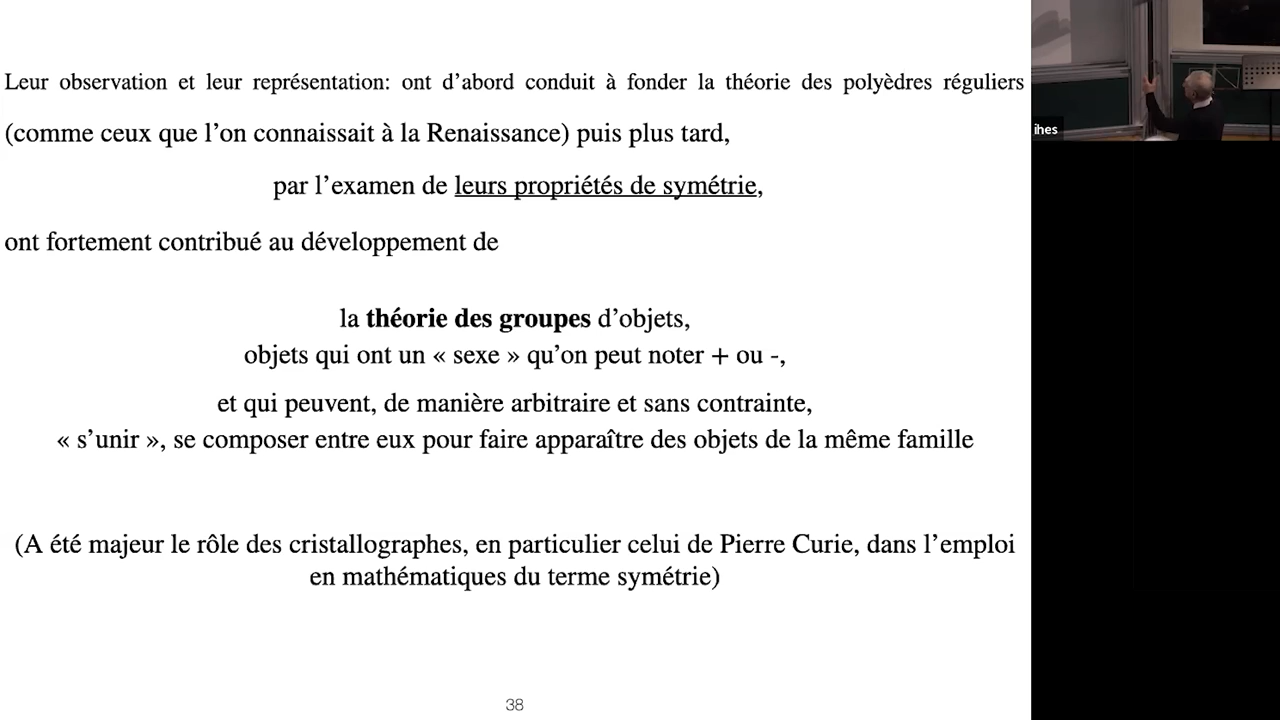 Leur observation et leur représentation: ont d’abord conduit à fonder la théorie des polyèdres réguliers
(comme ceux que l’on connaissait à la Renaissance) puis plus tard,
par l’examen de leurs propriétés de symétrie,
ont fortement contribué au développement de
la théorie des groupes d’objets,
objets qui ont un « sexe » qu’on peut noter + ou -,
et qui peuvent, de manière arbitraire et sans contrainte,
« s’unir », se composer entre eux pour faire apparaître des objets de la même famille
(A été majeur le rôle des cristallographes, en particulier celui de Pierre Curie, dans l’emploi
en mathématiques du terme symétrie)
38
ihes